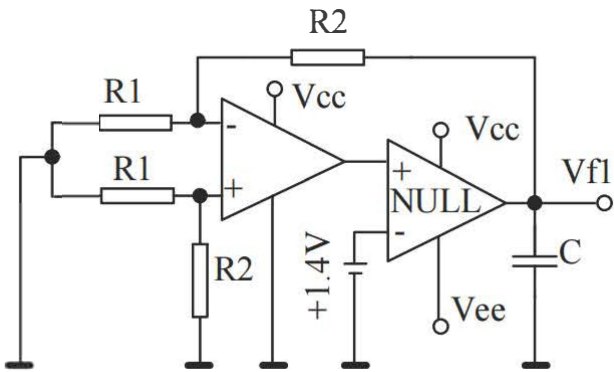 R2
R1
Vcc
-
Vcc
Vf1
R1
+
+
NULL
-
R2
+1.4V
C
Vee